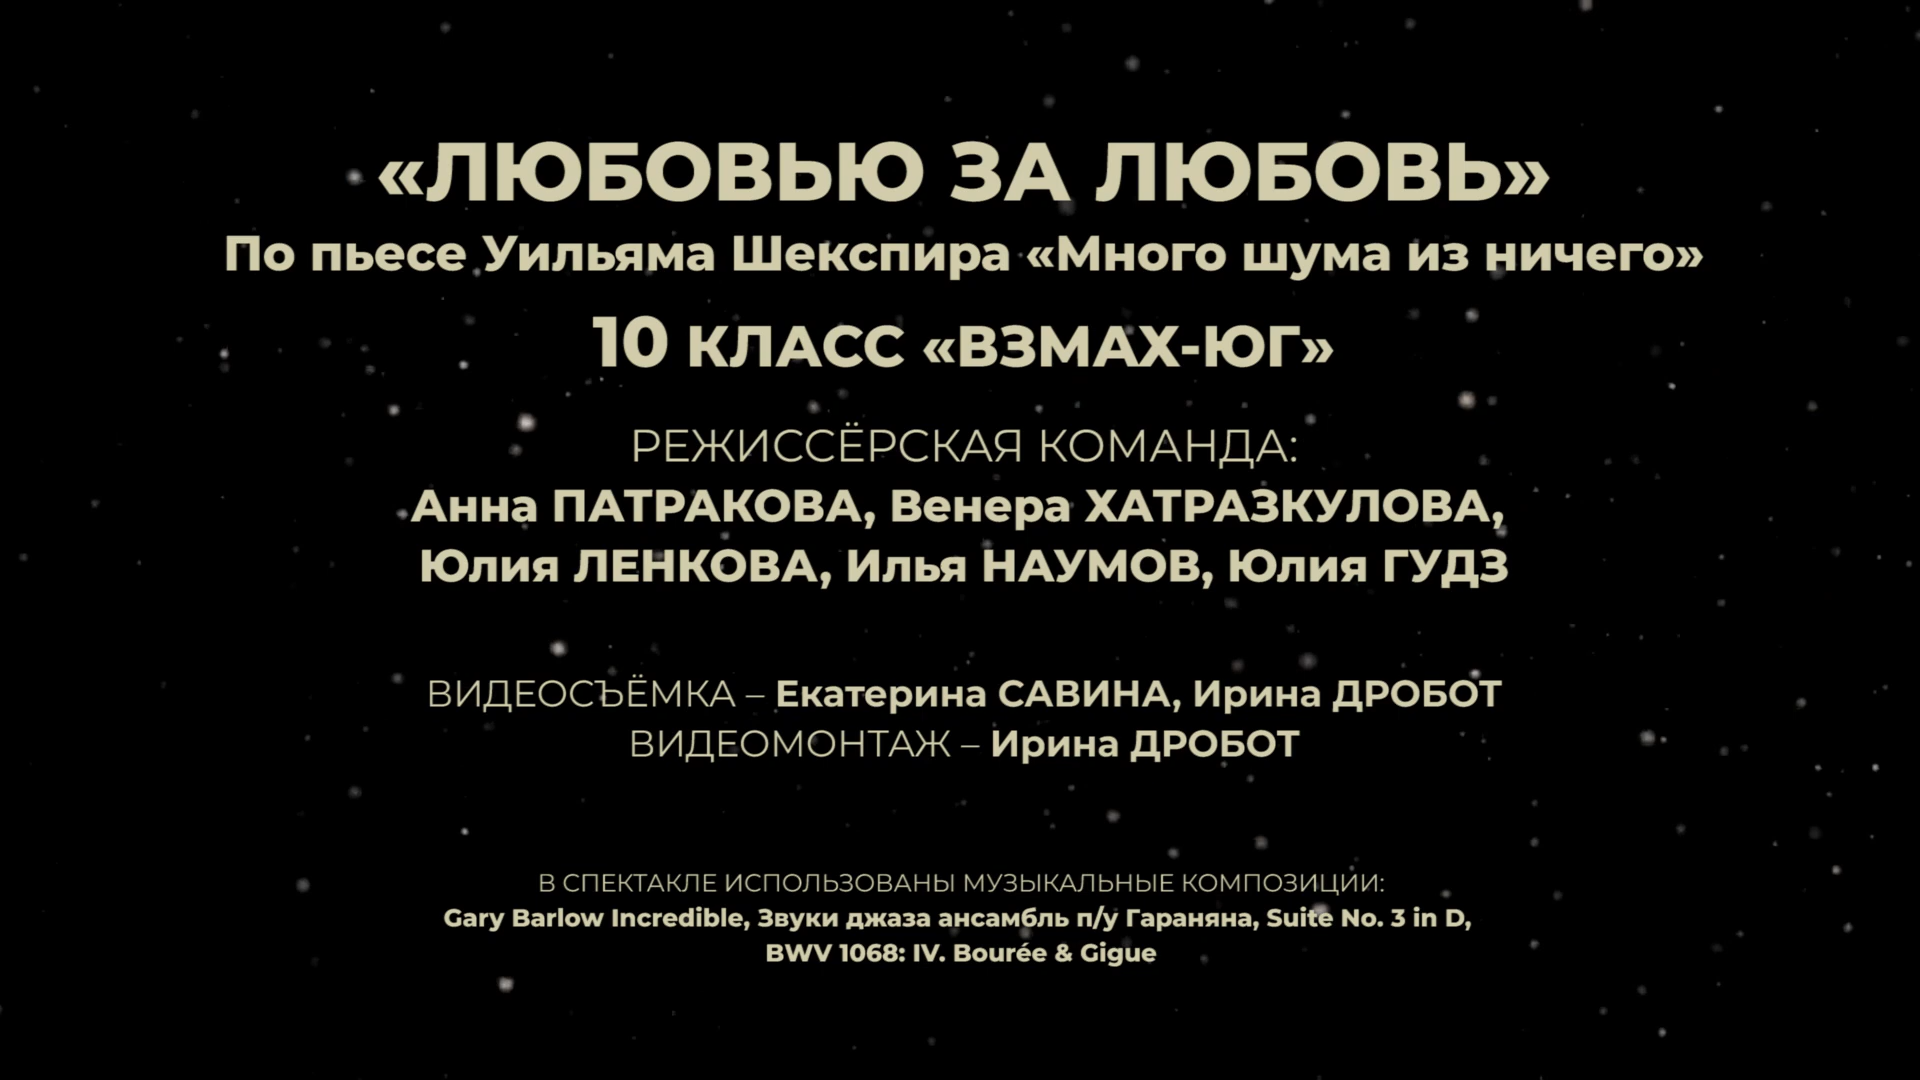 «ЛЮБОВЬЮ ЗА ЛЮБОВЬ»
По пьесе Уильяма Шекспира «Много шума из ничего»
10 КЛАСС «ВЗМАХ-ЮГ»
РЕЖИССЁРСКАЯ КОМАНДА:
Анна ПАТРАКОВА, Венера ХАТРАЗКУЛОВА,
Юлия ЛЕНКОВА, Илья НАУМОВ, Юлия ГУДЗ
ВИДЕОСЪЁМКА – Екатерина САВИНА, Ирина ДРОБОТ
ВИДЕОМОНТАЖ – Ирина ДРОБОТ
В СПЕКТАКЛЕ ИСПОЛЬЗОВАНЫ МУЗЫКАЛЬНЫЕ КОМПОЗИЦИИ:
Gary Barlow Incredible, Звуки джаза ансамбль п/у Гараняна, Suite No. 3 in D,
BWV 1068: IV. Bourée & Gigue